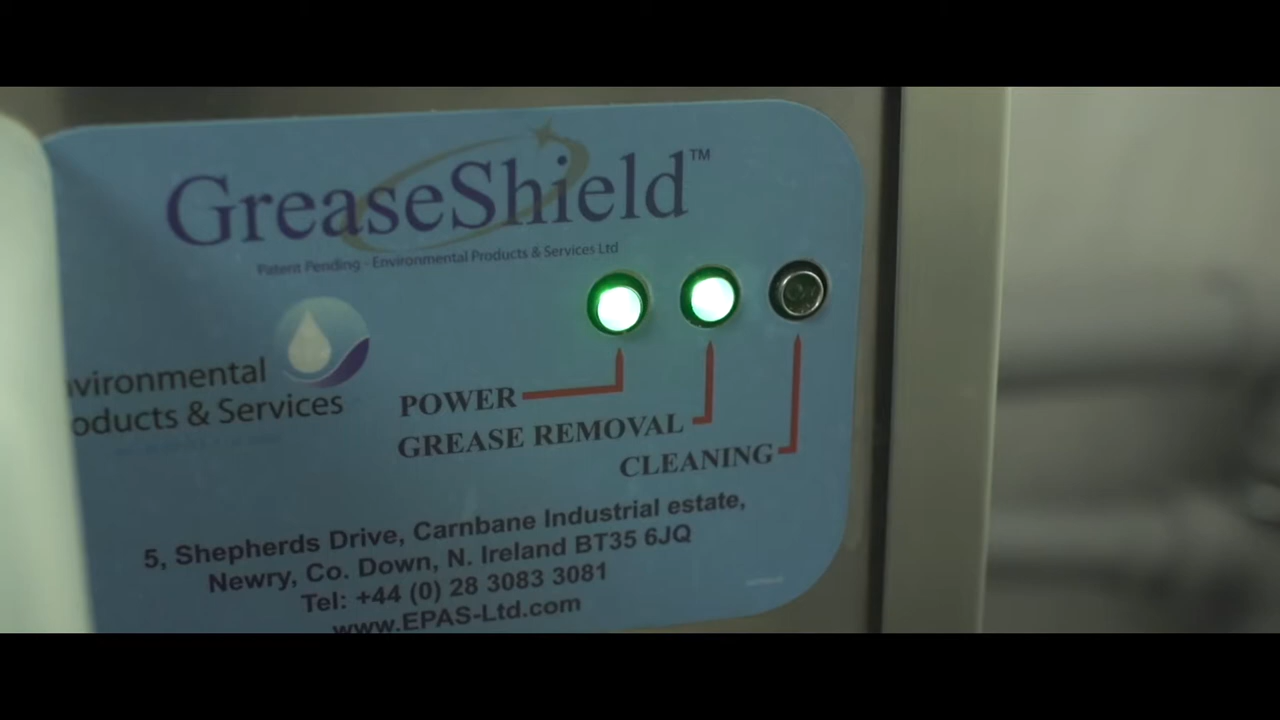 GreaseShield™
Patent Pending - Environmental Products & Services Ltd
vironmental
oducts & Services
POWER
GREASE REMOVAL
CLEANING
5, Shepherds Drive, Carnbane Industrial estate,
Newry, Co. Down, N. Ireland BT35 6JQ
Tel: +44 (0) 28 3083 3081
www.EPAS-Ltd.com